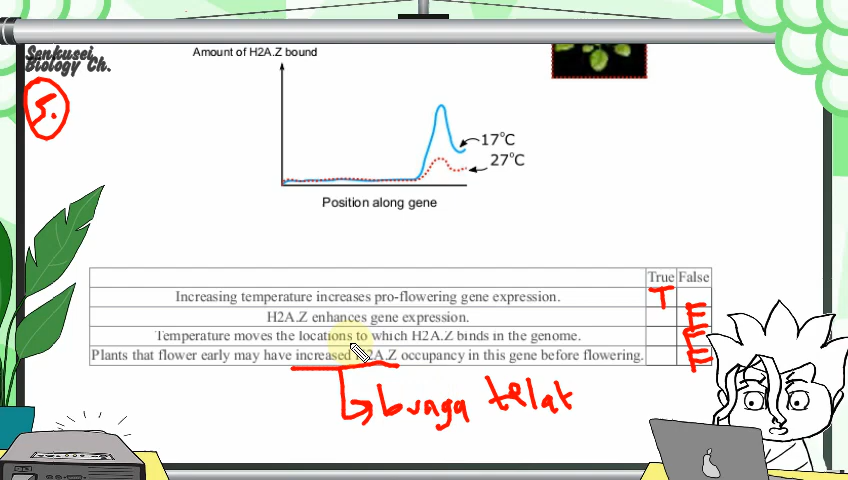 Senkusei
Biology Ch.
5.
Amount of H2A.Z bound
17°C
27°C
Position along gene
True False
Increasing temperature increases pro-flowering gene expression. T
H2A.Z enhances gene expression. F
Temperature moves the locations to which H2A.Z binds in the genome. F
Plants that flower early may have increased H2A.Z occupancy in this gene before flowering. F
bunga telat